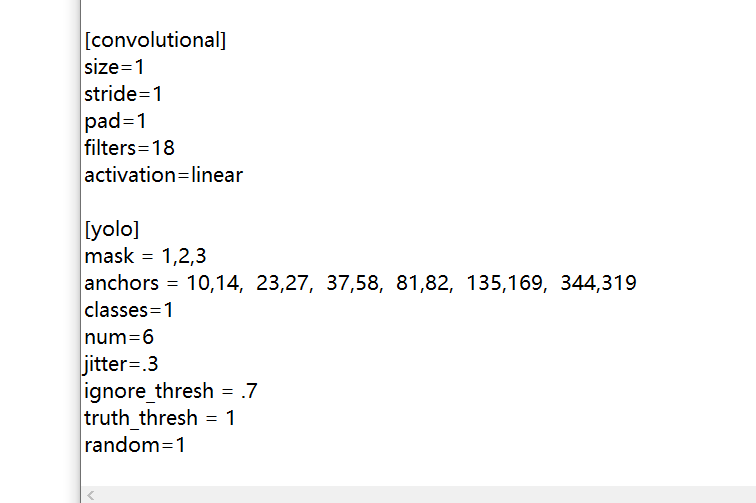 [convolutional]
size=1
stride=1
pad=1
filters=18
activation=linear
[yolo]
mask = 1,2,3
anchors = 10,14,  23,27,  37,58,  81,82,  135,169,  344,319
classes=1
num=6
jitter=.3
ignore_thresh = .7
truth_thresh = 1
random=1